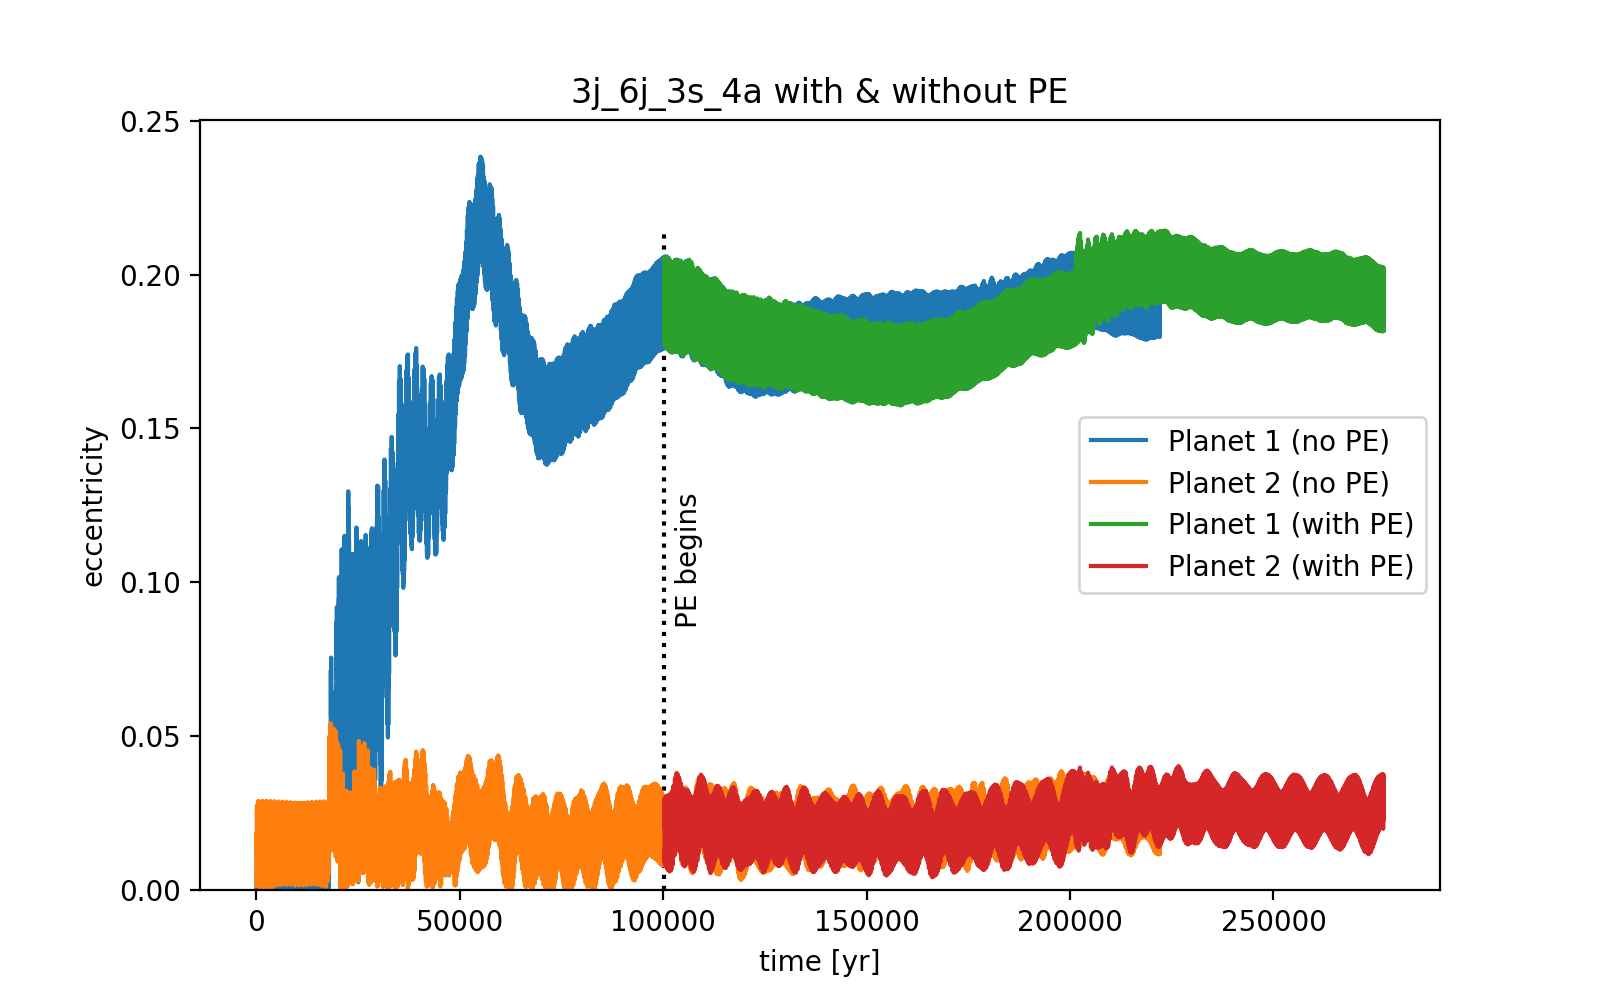 3j_6j_3s_4a with & without PE
0.25
0.20
0.15
0.10
0.05
0.00
eccentricity
PE begins
Planet 1 (no PE)
Planet 2 (no PE)
Planet 1 (with PE)
Planet 2 (with PE)
0
50000
100000
150000
200000
250000
time [yr]